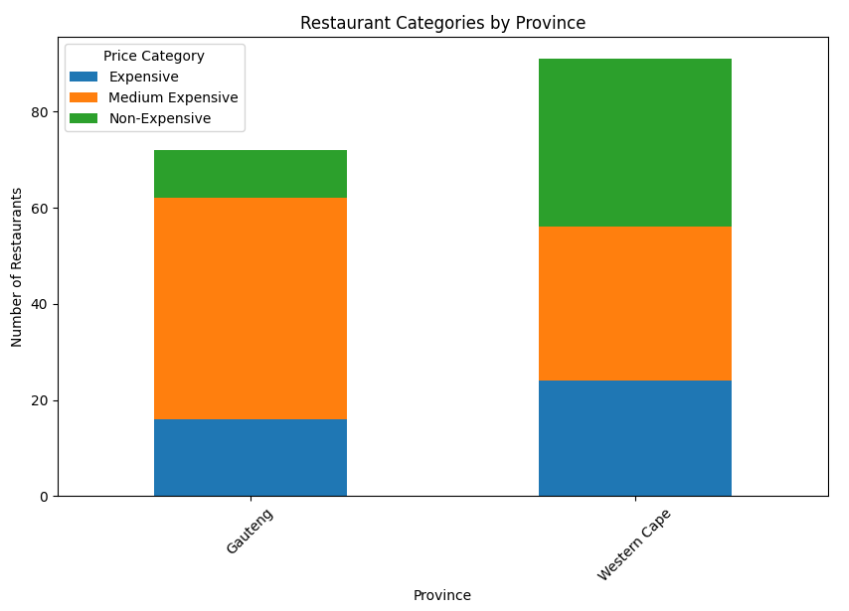 Restaurant Categories by Province
Price Category
Expensive
Medium Expensive
Non-Expensive
Number of Restaurants
80
60
40
20
0
Gauteng
Western Cape
Province